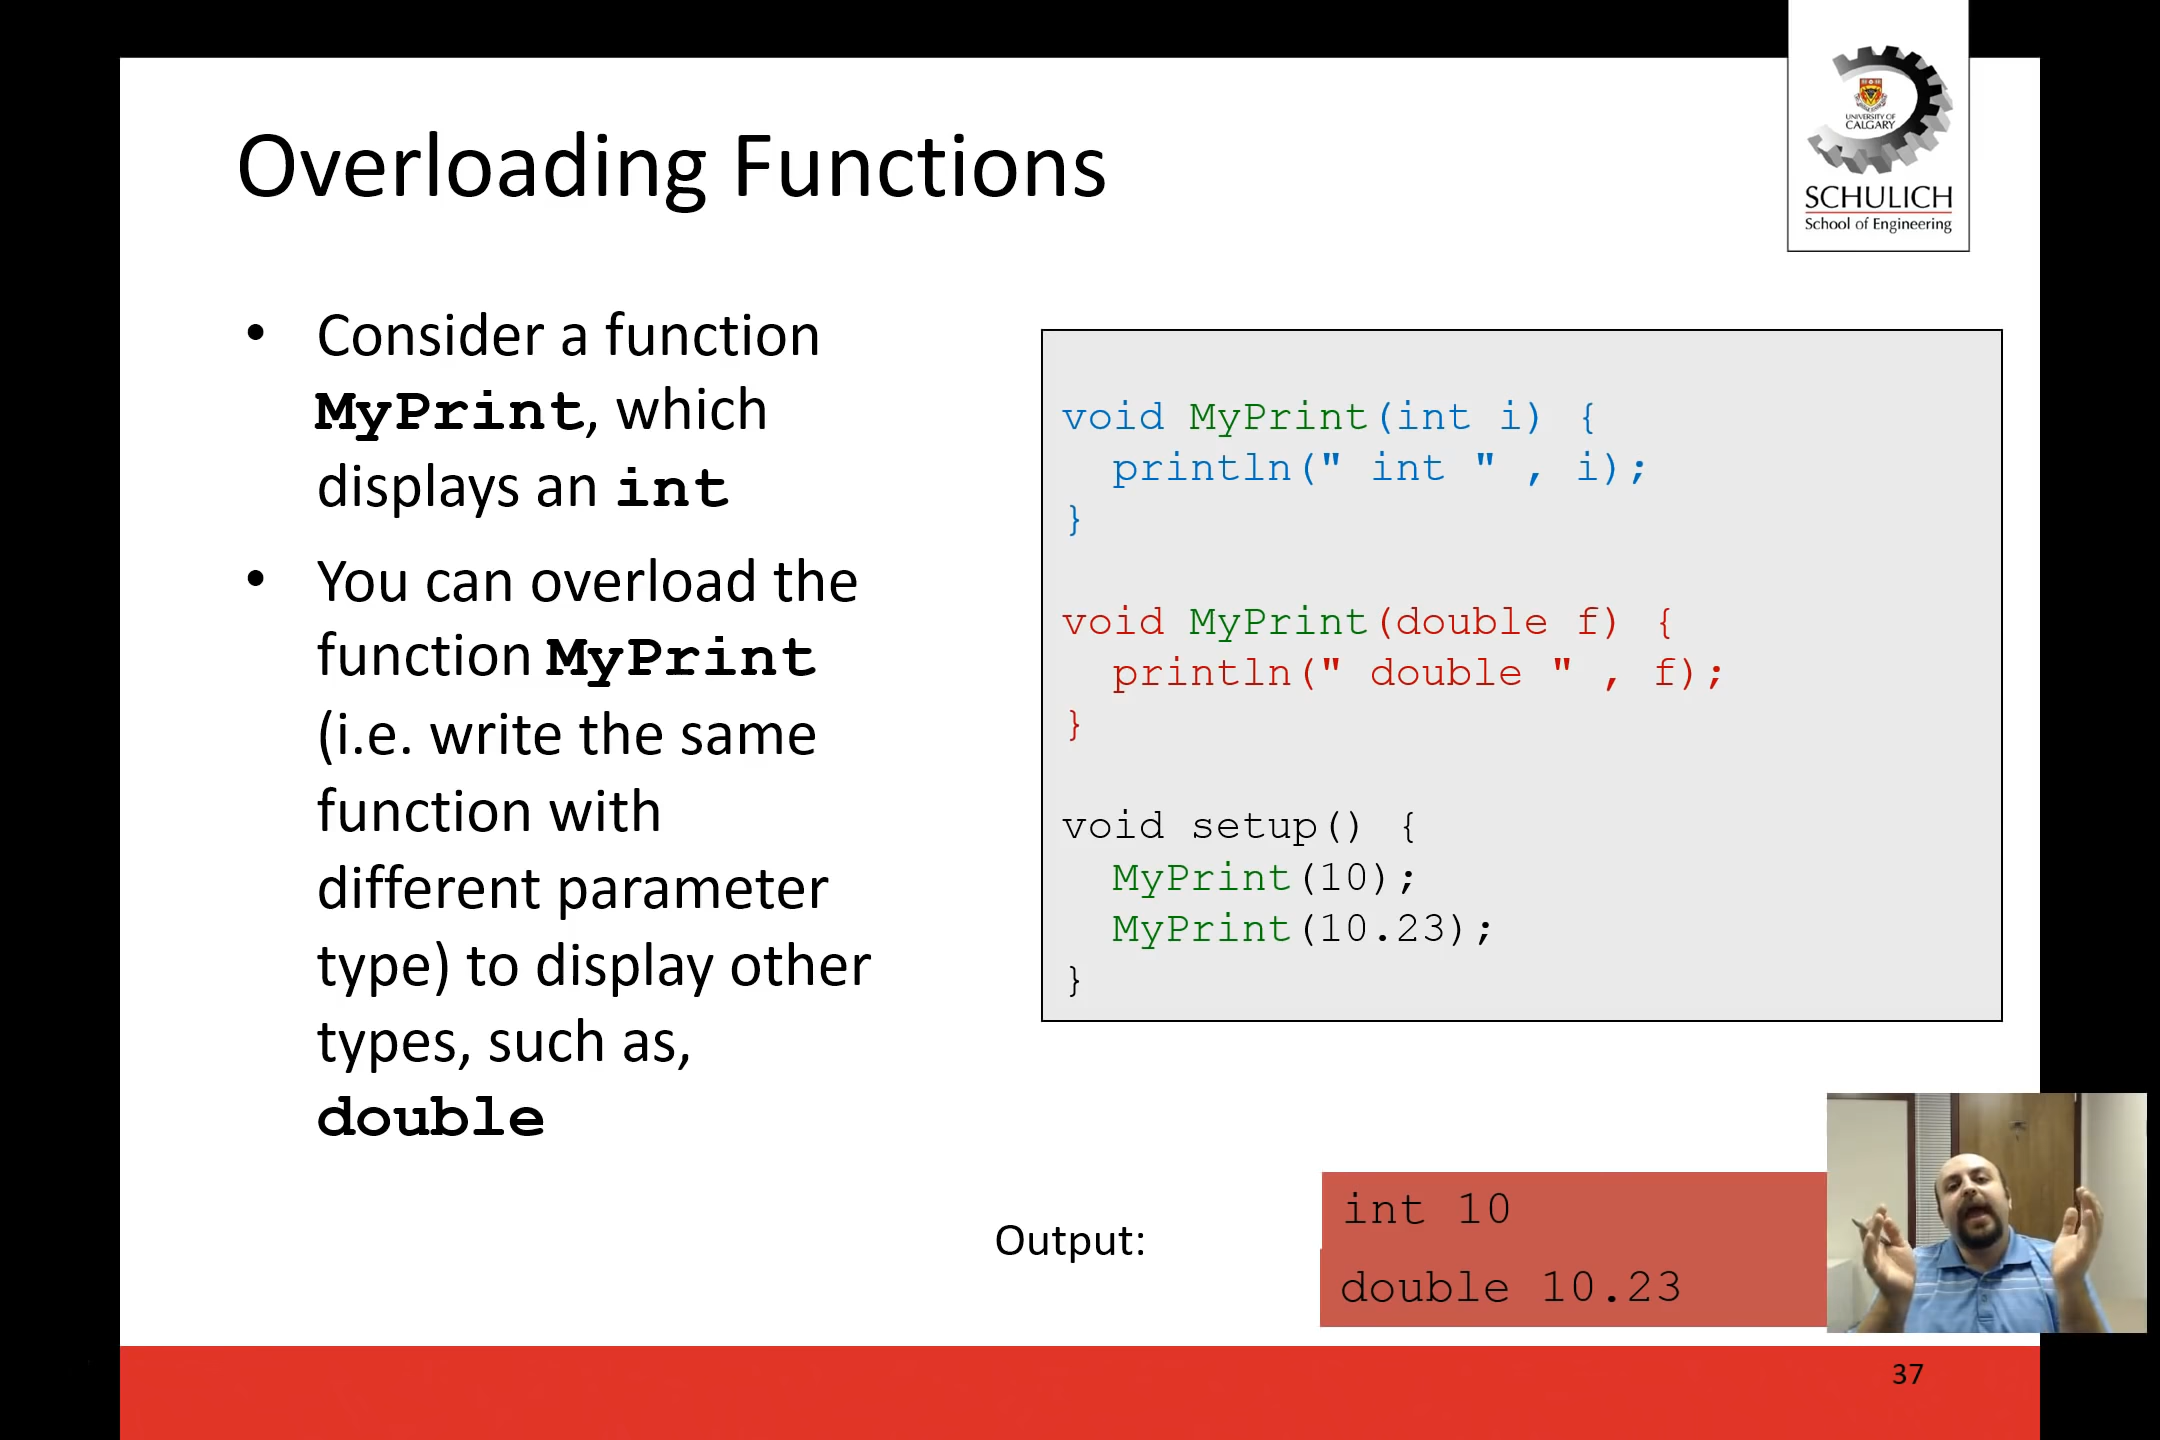 UNIVERSITY OF
CALGARY
SCHULICH
School of Engineering
Overloading Functions
• Consider a function
MyPrint, which
displays an int
• You can overload the
function MyPrint
(i.e. write the same
function with
different parameter
type) to display other
types, such as,
double
void MyPrint(int i) {
println(" int " , i);
}
void MyPrint(double f) {
println(" double " , f);
}
void setup() {
MyPrint(10);
MyPrint(10.23);
}
Output:
int 10
double 10.23
37